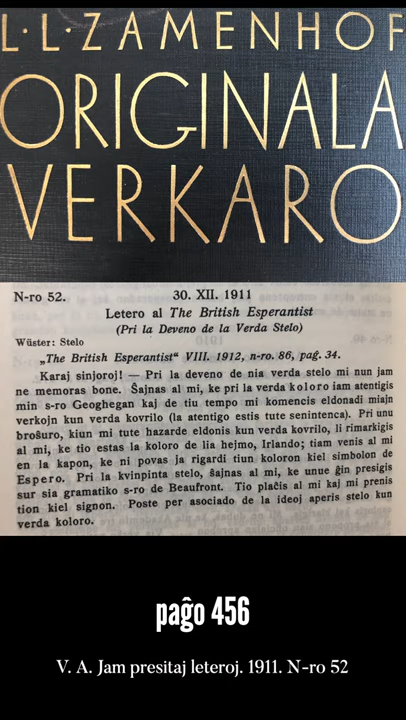 L·L·ZAMENHOF
ORIGINALA
VERKARO
N-ro 52.
30. XII. 1911
Letero al The British Esperantist
(Pri la Deveno de la Verda Stelo)
Wüster: Stelo
„The British Esperantist“ VIII. 1912, n-ro. 86, paĝ. 34.
Karaj sinjoroj! — Pri la deveno de nia verda stelo mi nun jam
ne memoras bone. Ŝajnas al mi, ke pri la verda koloro iam atentigis
min s-ro Geoghegan kaj de tiu tempo mi komencis eldonadi miajn
verkojn kun verda kovrilo (la atentigo estis tute senintenca). Pri unu
broŝuro, kiun mi tute hazarde eldonis kun verda kovrilo, li rimarkigis
al mi, ke tio estas la koloro de lia hejmo, Irlando; tiam venis al mi
en la kapon, ke ni povas ja rigardi tiun koloron kiel simbolon de
Espero. Pri la kvinpinta stelo, ŝajnas al mi, ke unue ĝin presigis
sur sia gramatiko s-ro de Beaufront. Tio plaĉis al mi kaj mi prenis
tion kiel signon. Poste per asociado de la ideoj aperis stelo kun
verda koloro.
paĝo 456
V. A. Jam presitaj leteroj. 1911. N-ro 52